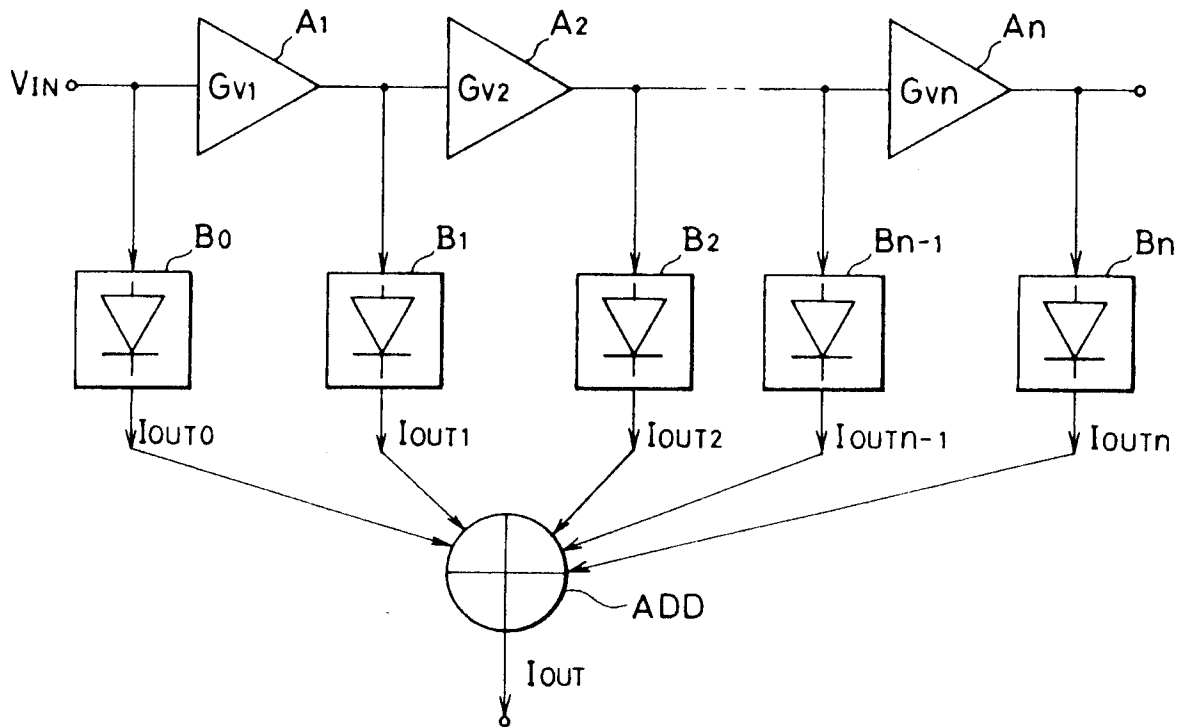 A1
A2
An
VIN
GV1
GV2
GVn
B0
B1
B2
Bn-1
Bn
IOUT0
IOUT1
IOUT2
IOUTn-1
IOUTn
ADD
IOUT